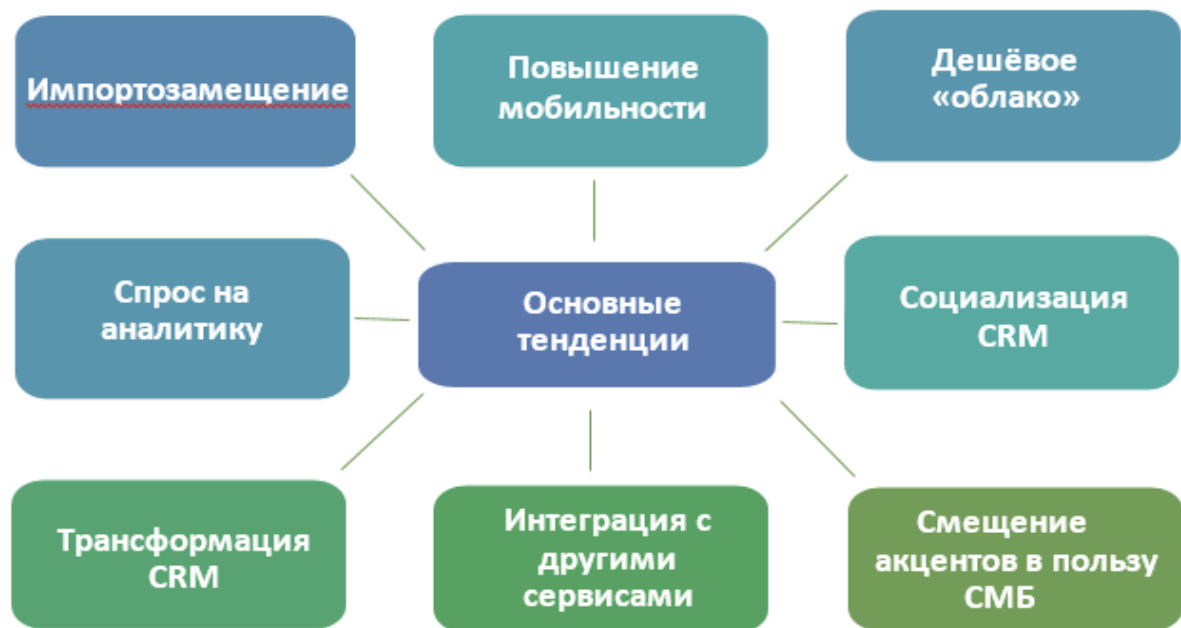 Импортозамещение
Повышение
мобильности
Дешёвое
«облако»
Спрос на
аналитику
Основные
тенденции
Социализация
CRM
Трансформация
CRM
Интеграция с
другими
сервисами
Смещение
акцентов в пользу
СМБ